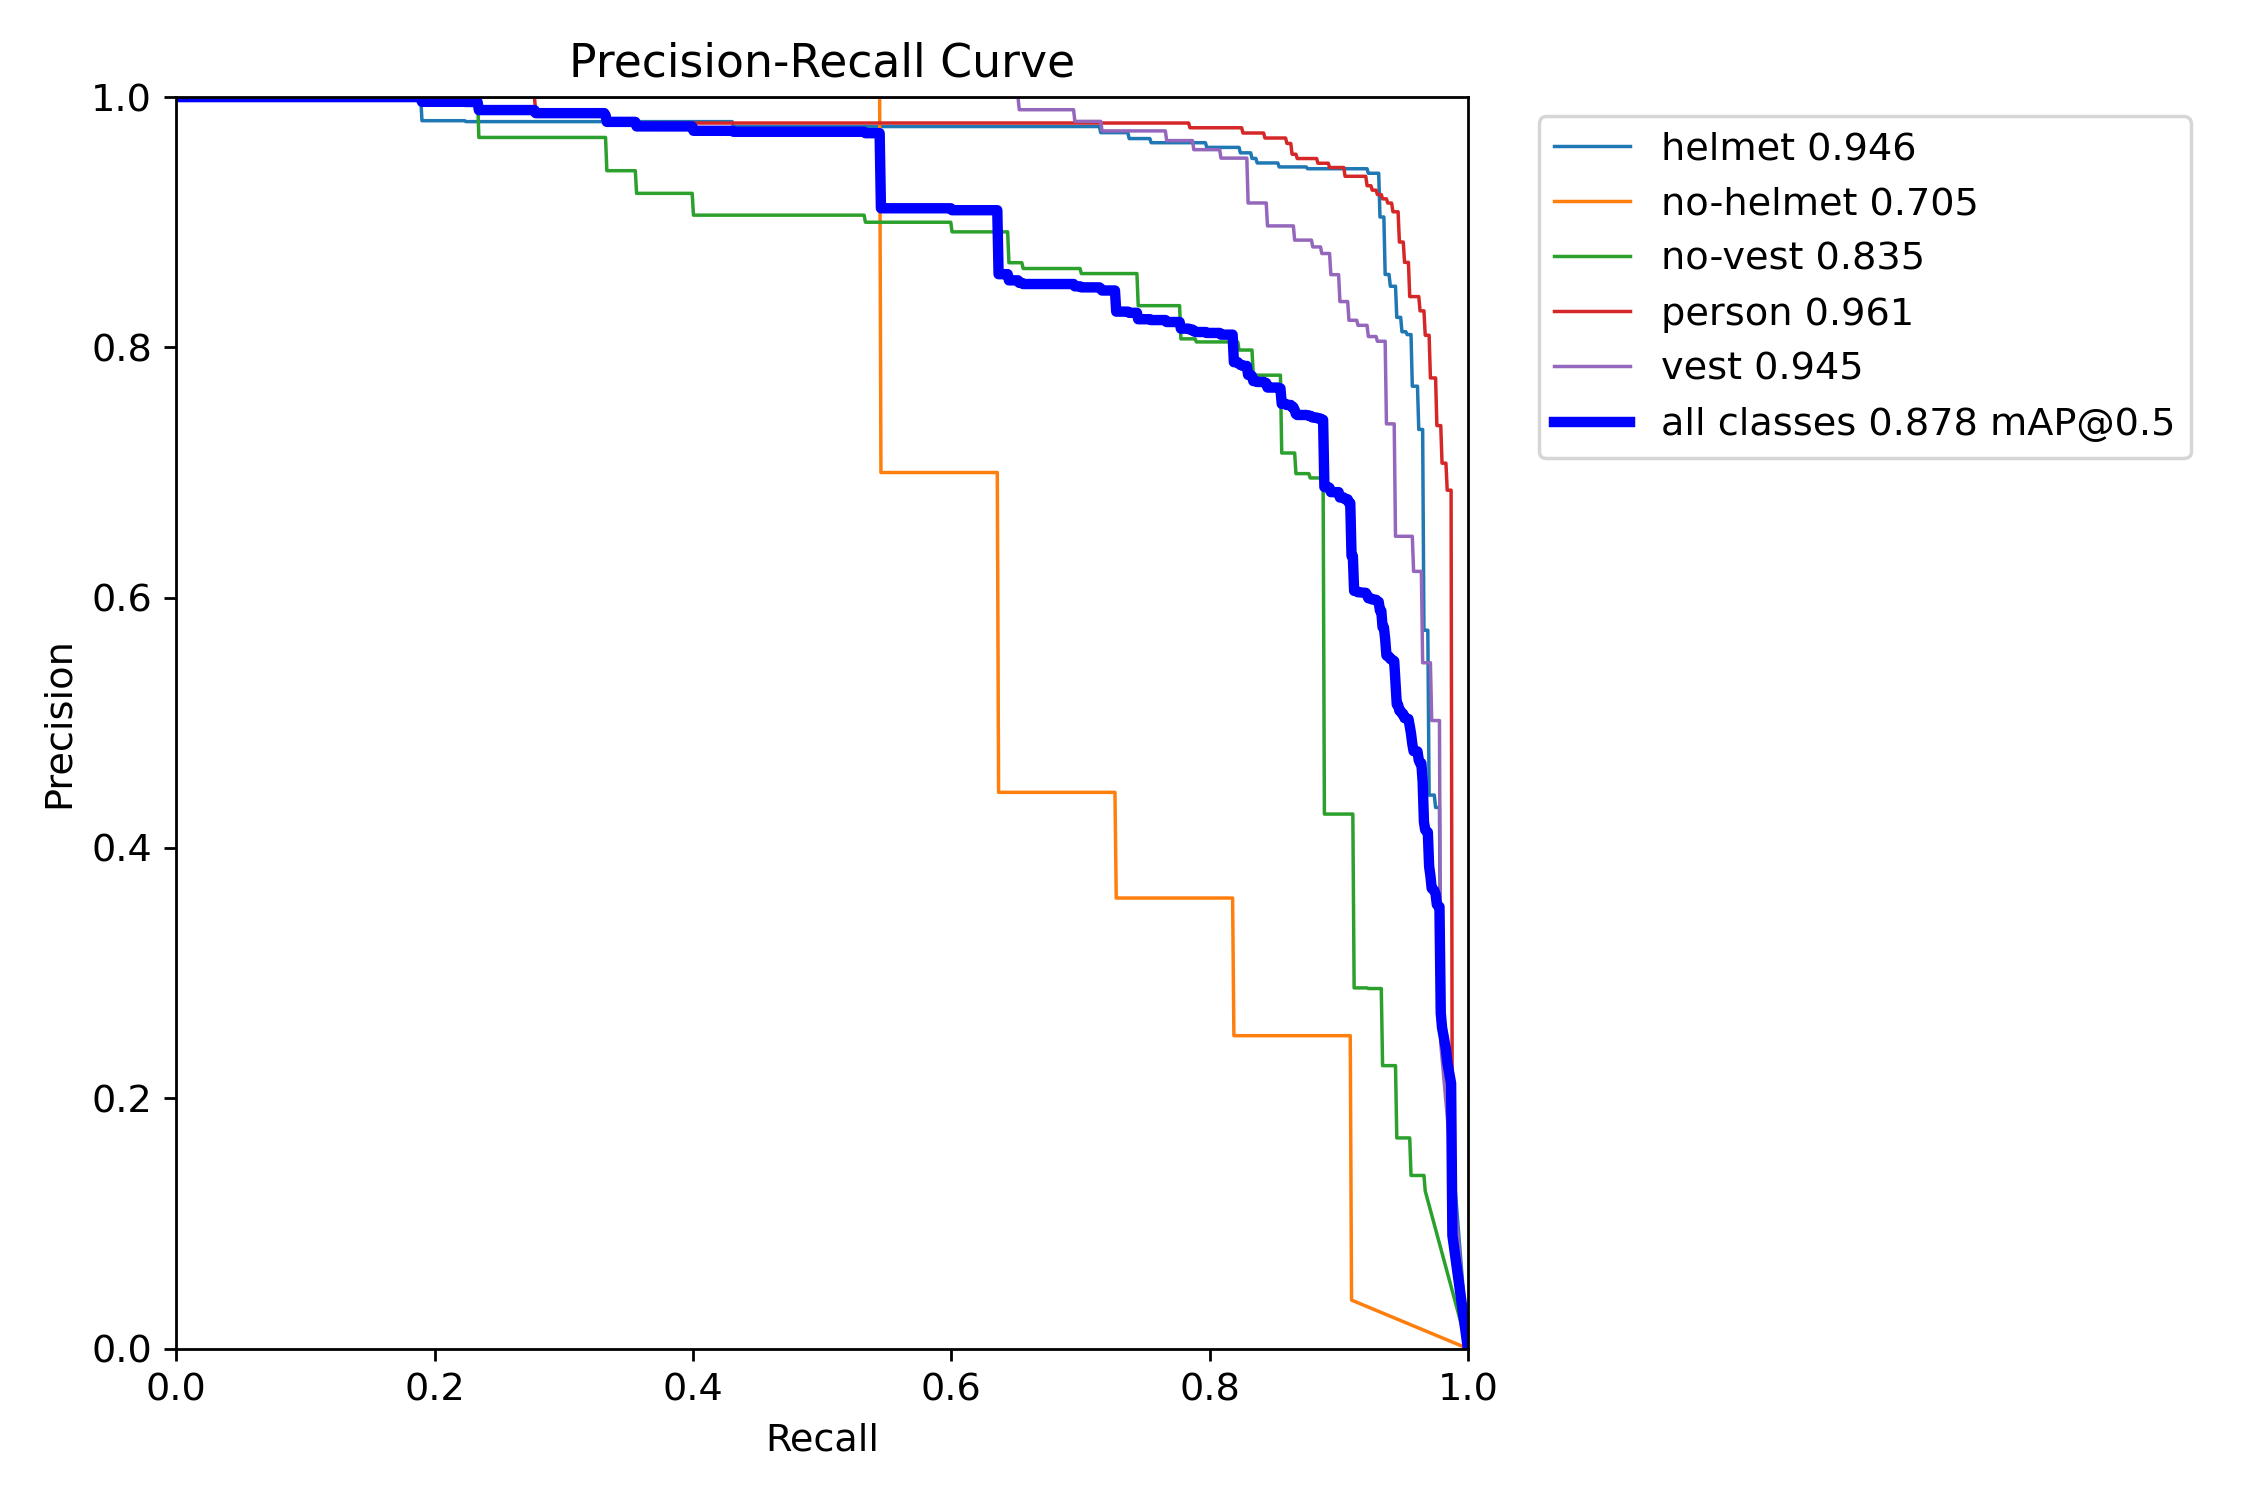 Precision-Recall Curve
1.0
0.8
0.6
0.4
0.2
0.0
Precision
0.0 0.2 0.4 0.6 0.8 1.0
Recall
helmet 0.946
no-helmet 0.705
no-vest 0.835
person 0.961
vest 0.945
all classes 0.878 mAP@0.5